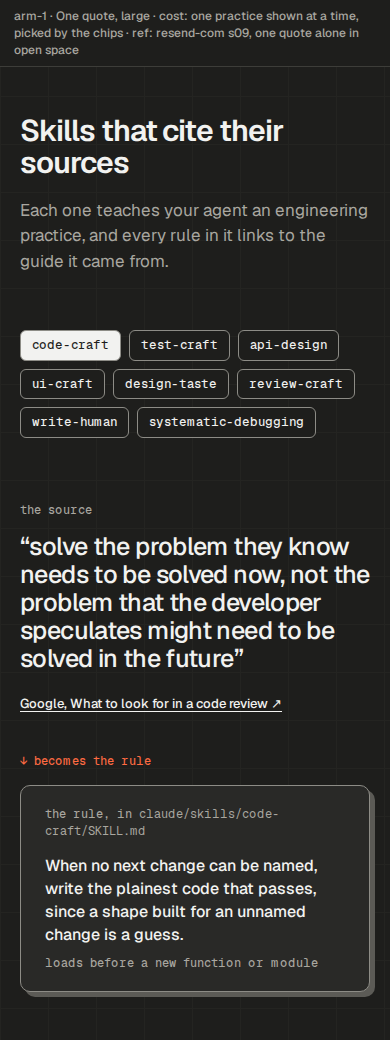 arm-1 · One quote, large · cost: one practice shown at a time,
picked by the chips · ref: resend-com s09, one quote alone in
open space
Skills that cite their
sources
Each one teaches your agent an engineering
practice, and every rule in it links to the
guide it came from.
code-craft test-craft api-design
ui-craft design-taste review-craft
write-human systematic-debugging
the source
“solve the problem they know
needs to be solved now, not the
problem that the developer
speculates might need to be
solved in the future”
Google, What to look for in a code review ↗
↓ becomes the rule
the rule, in claude/skills/code-
craft/SKILL.md
When no next change can be named,
write the plainest code that passes,
since a shape built for an unnamed
change is a guess.
loads before a new function or module